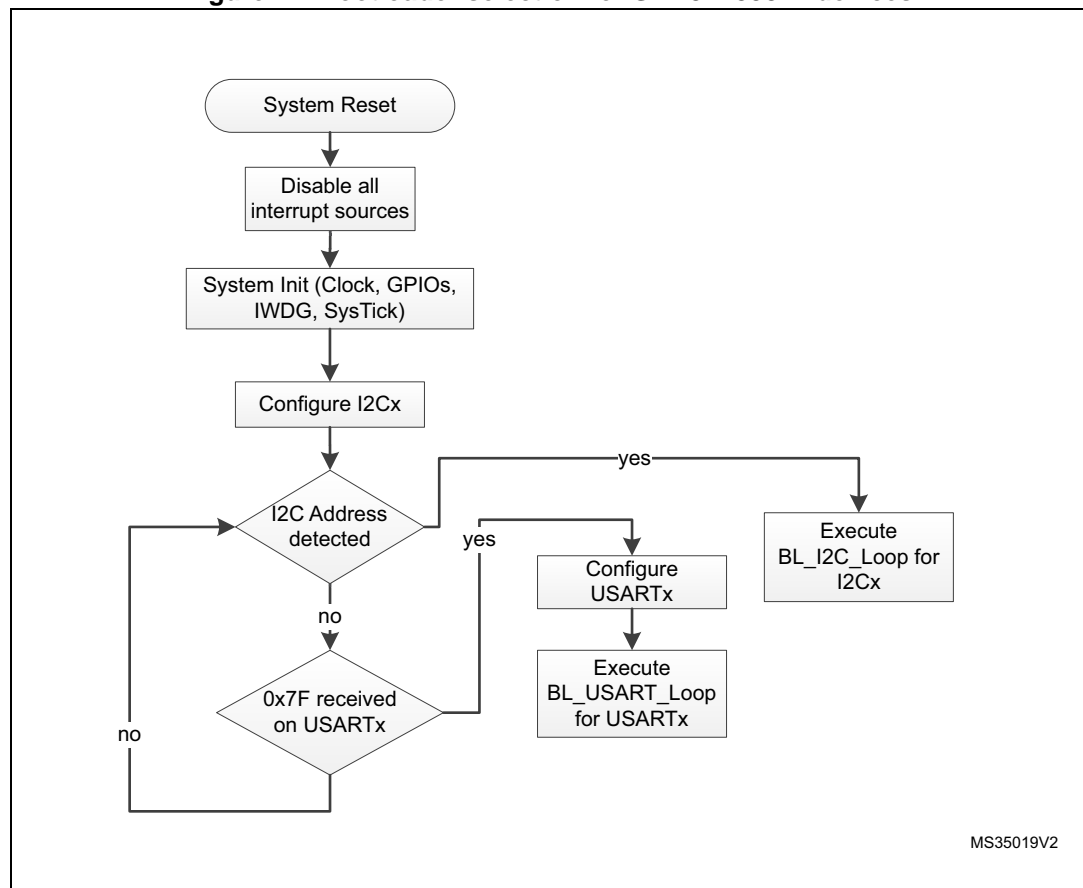 System Reset
Disable all
interrupt sources
System Init (Clock, GPIOs,
IWDG, SysTick)
Configure I2Cx
I2C Address
detected
yes
Execute
BL_I2C_Loop for
I2Cx
yes
Configure
USARTx
no
Execute
BL_USART_Loop
for USARTx
0x7F received
on USARTx
no
MS35019V2